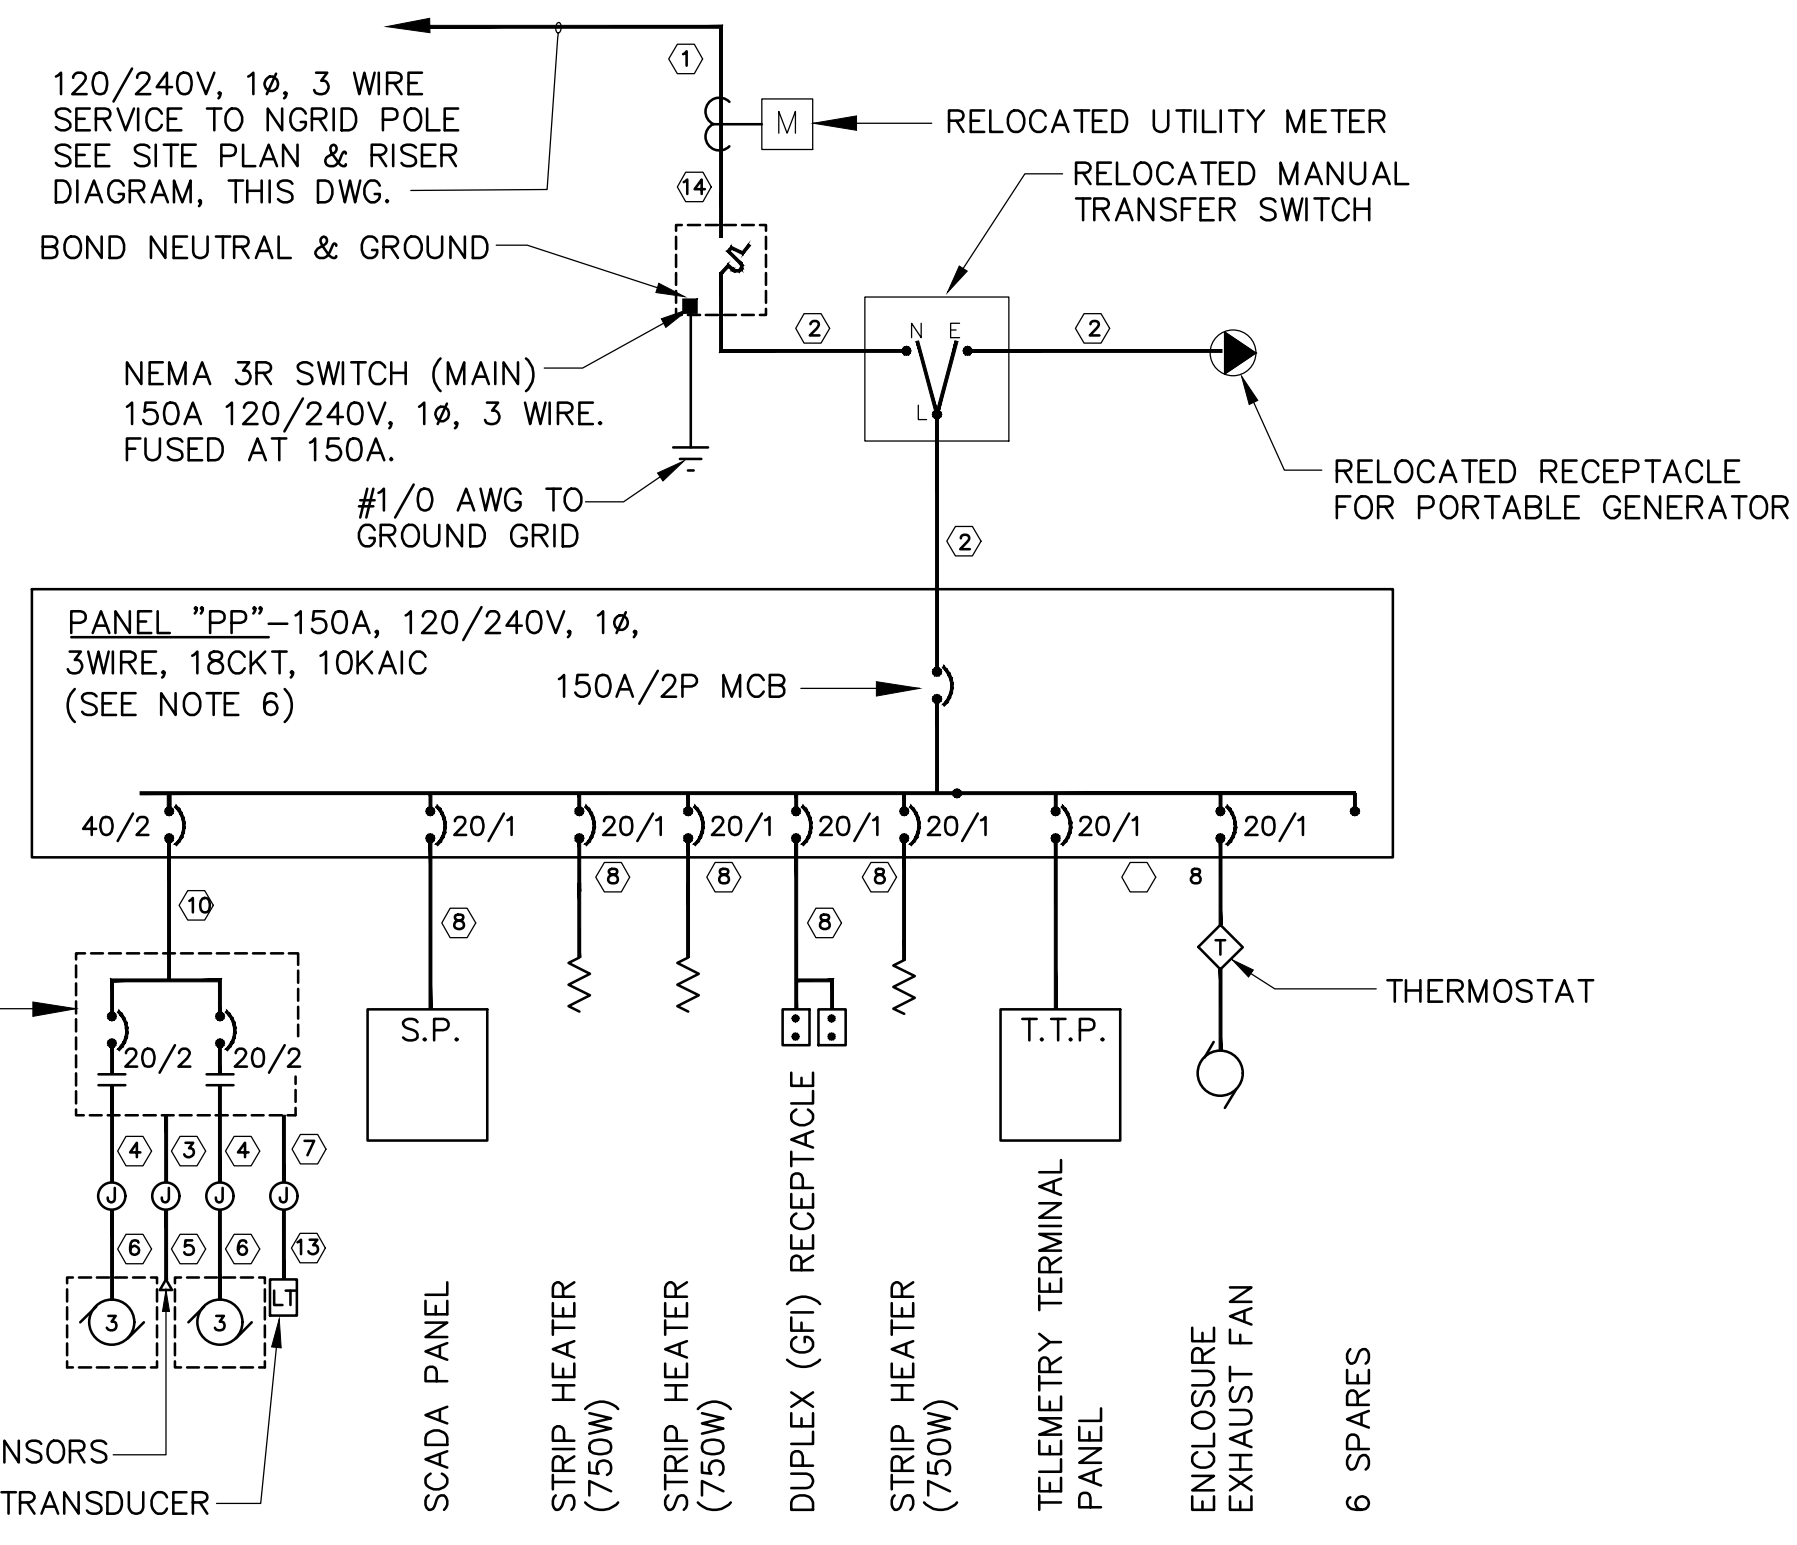 1
120/240V, 1ø, 3 WIRE
SERVICE TO NGRID POLE
SEE SITE PLAN & RISER
DIAGRAM, THIS DWG.
M
RELOCATED UTILITY METER
14
RELOCATED MANUAL
TRANSFER SWITCH
BOND NEUTRAL & GROUND
2
N E
L
2
NEMA 3R SWITCH (MAIN)
150A 120/240V, 1ø, 3 WIRE.
FUSED AT 150A.
RELOCATED RECEPTACLE
FOR PORTABLE GENERATOR
#1/0 AWG TO
GROUND GRID
2
PANEL "PP"-150A, 120/240V, 1ø,
3WIRE, 18CKT, 10KAIC
(SEE NOTE 6)
150A/2P MCB
40/2
20/1
20/1
20/1
20/1
20/1
20/1
20/1
10
8
8
8
8
8
8
T
THERMOSTAT
20/2
20/2
S.P.
T.T.P.
4
3
4
7
J
J
J
J
6
5
6
13
3
3
LT
NSORS
TRANSDUCER
SCADA PANEL
STRIP HEATER
(750W)
STRIP HEATER
(750W)
DUPLEX (GFI) RECEPTACLE
STRIP HEATER
(750W)
TELEMETRY TERMINAL
PANEL
ENCLOSURE
EXHAUST FAN
6 SPARES